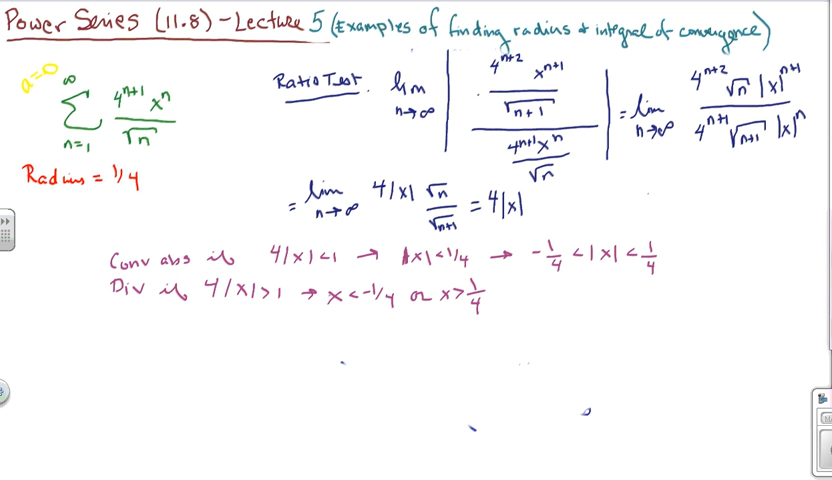 Power Series (11.8) - Lecture 5 (Examples of finding radius & integral of convergence)
a=0
∞ ∑ n=1 4^{n+1} x^n / √n
Radius = 1/4
Ratio Test. lim n→∞ | (4^{n+2} x^{n+1} / √(n+1)) / (4^{n+1} x^n / √n) | = lim n→∞ 4^{n+2} √n |x|^{n+1} / 4^{n+1} √(n+1) |x|^n
= lim n→∞ 4|x| √n / √(n+1) = 4|x|
Conv abs if 4|x|<1 → |x|<1/4 → -1/4 < |x| < 1/4
Div if 4|x|>1 → x<-1/4 or x>1/4